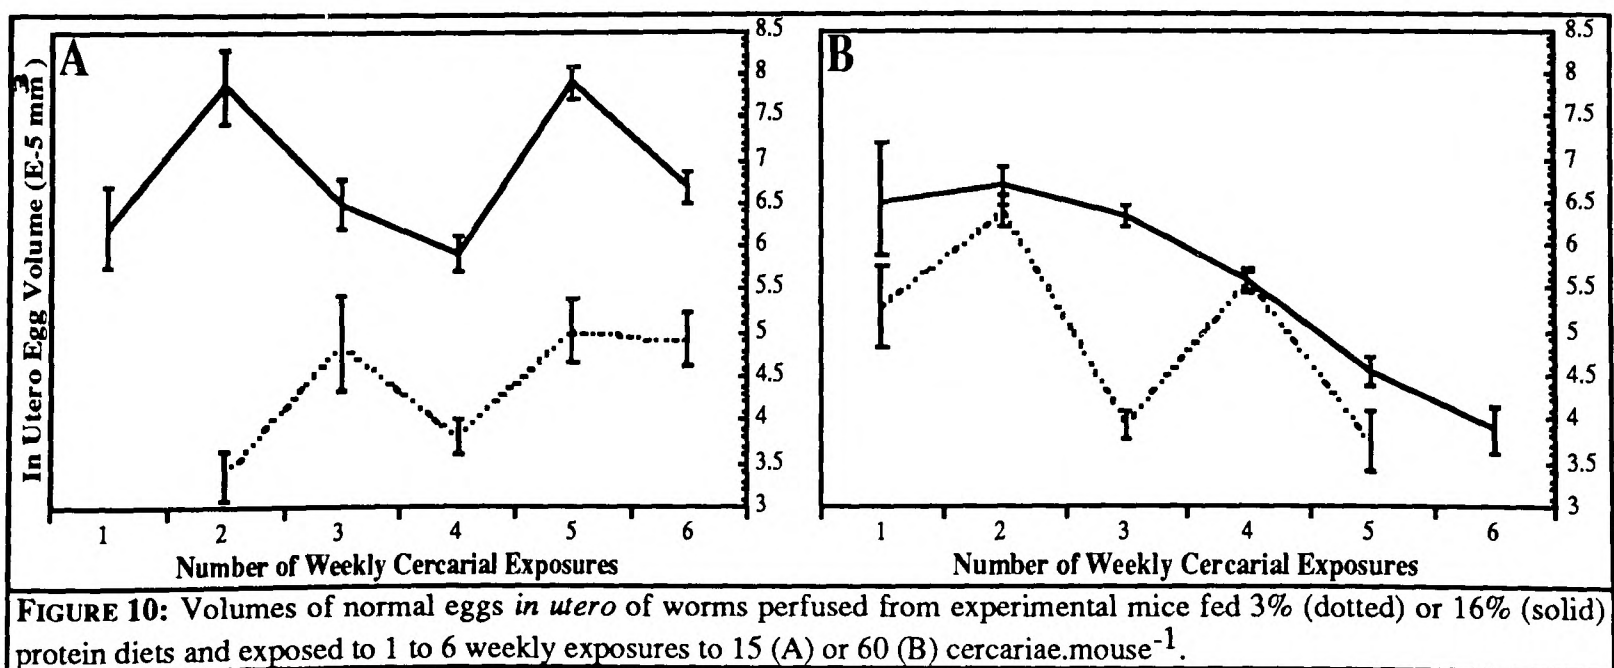 A
B
In Utero Egg Volume (E-5 mm³)
8.5
8
7.5
7
6.5
6
5.5
5
4.5
4
3.5
3
1 2 3 4 5 6
Number of Weekly Cercarial Exposures
8.5
8
7.5
7
6.5
6
5.5
5
4.5
4
3.5
3
1 2 3 4 5 6
Number of Weekly Cercarial Exposures
FIGURE 10: Volumes of normal eggs in utero of worms perfused from experimental mice fed 3% (dotted) or 16% (solid)
protein diets and exposed to 1 to 6 weekly exposures to 15 (A) or 60 (B) cercariae.mouse⁻¹.